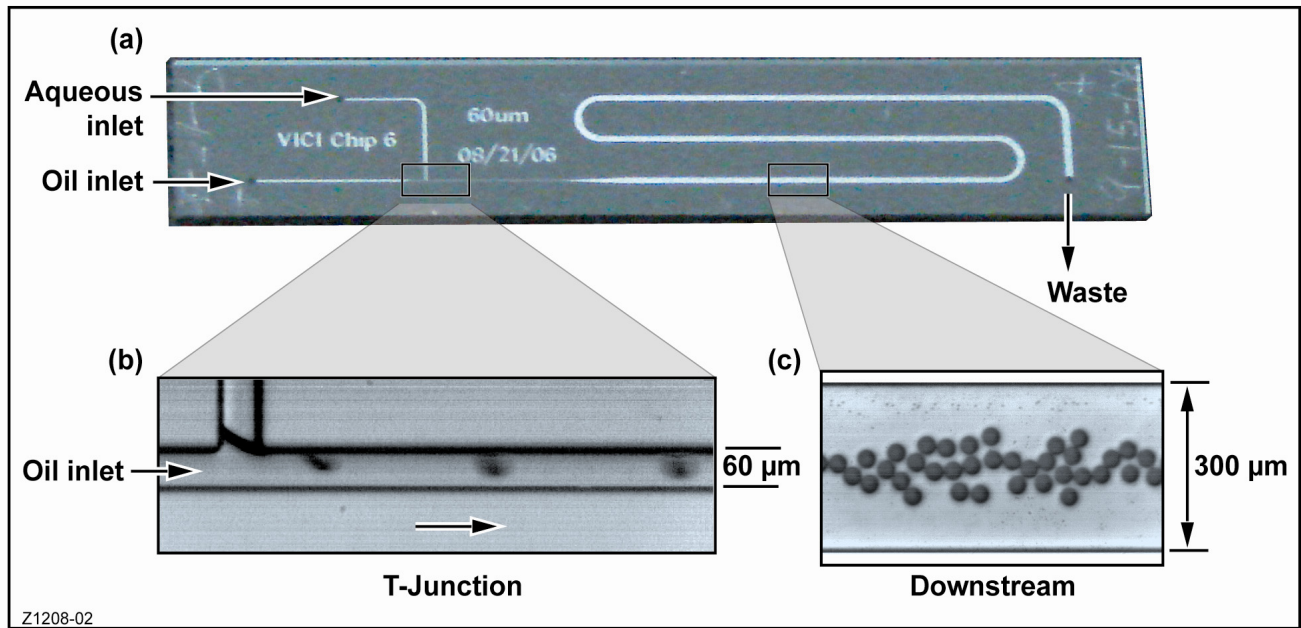 (a)
Aqueous
inlet
Oil inlet
VICI Chip 6
60um
08/21/06
Waste
(b)
Oil inlet
60 µm
T-Junction
(c)
300 µm
Downstream
Z1208-02